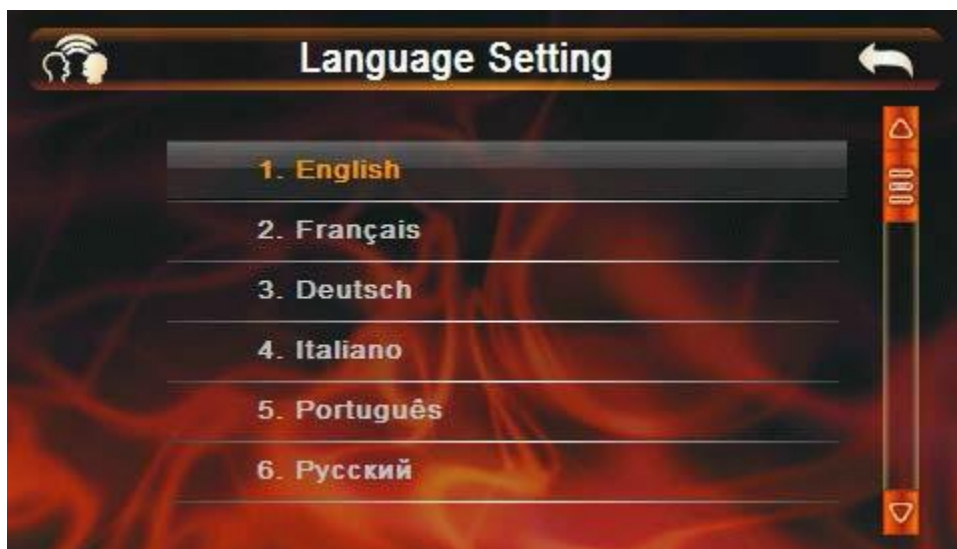 Language Setting
1. English
2. Français
3. Deutsch
4. Italiano
5. Português
6. Русский